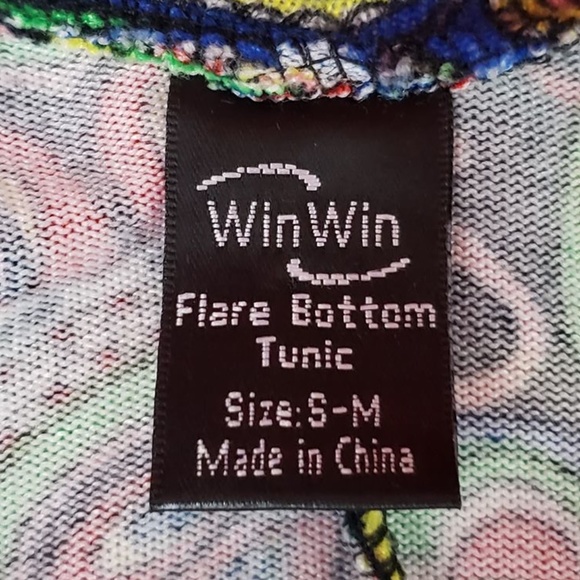 WinWin
Flare Bottom
Tunic
Size: S-M
Made in China